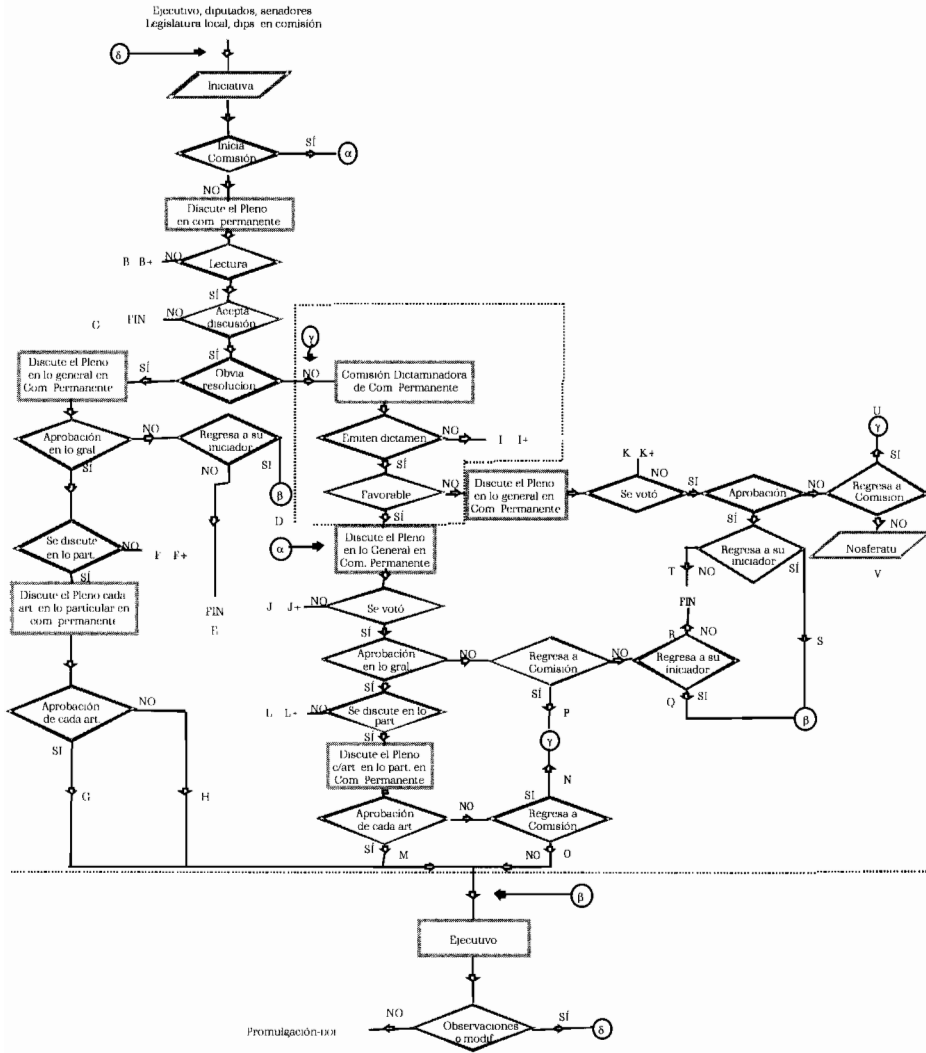 Ejecutivo, diputados, senadores
Legislatura local, dips en comisión
δ
Iniciativa
Inicia
Comisión
SÍ
α
NO
Discute el Pleno
en com permanente
B B+
NO
Lectura
SÍ
C
FIN
NO
Acepta
discusión
SÍ
γ
Discute el Pleno
en lo general en
Com Permanente
SÍ
Obvia
resolucion
NO
Comisión Dictaminadora
de Com Permanente
Aprobación
en lo gral
NO
Regresa a su
iniciador
SÍ
NO
SI
β
Emiten dictamen
NO
I I+
SÍ
Favorable
NO
Discute el Pleno
en lo general en
Com Permanente
K K+
NO
Se votó
SI
Aprobación
NO
U
γ
SÍ
Regresa a
Comisión
NO
Nosferatu
V
SÍ
Regresa a su
iniciador
T
NO
SÍ
FIN
S
D
SÍ
α
Discute el Pleno
en lo General en
Com. Permanente
Se discute
en lo part.
NO
F F+
SÍ
Discute el Pleno cada
art en lo particular en
com permanente
FIN
E
J J+
NO
Se votó
SÍ
Aprobación
en lo gral.
NO
Regresa a
Comisión
NO
R
NO
Regresa a su
iniciador
Q
SI
β
SÍ
P
γ
SÍ
L L+
NO
Se discute en lo
part
SÍ
Discute el Pleno
c/art en lo part. en
Com Permanente
N
SI
Aprobación
de cada art.
NO
SI
G
H
Aprobación
de cada art
NO
Regresa a
Comisión
SÍ
M
NO
O
β
Ejecutivo
Observaciones
o modif.
NO
SÍ
δ